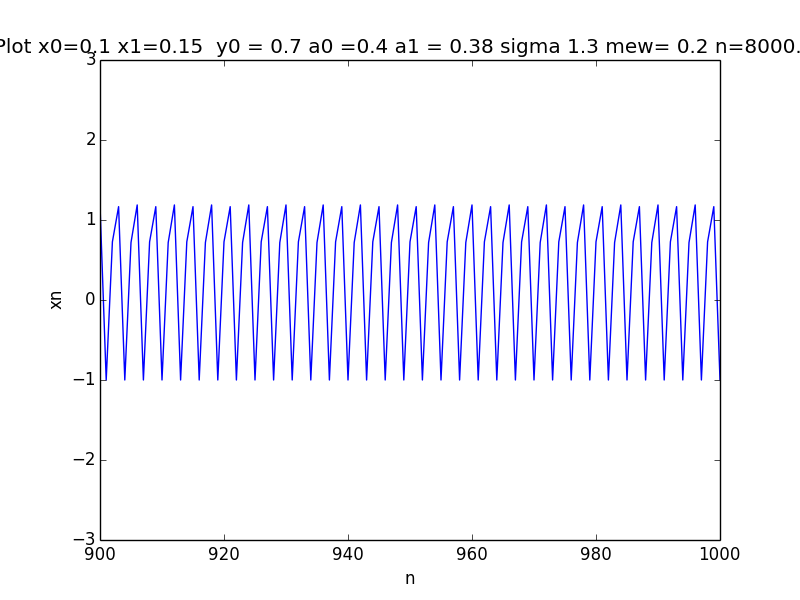 Plot x0=0.1 x1=0.15  y0 = 0.7 a0 =0.4 a1 = 0.38 sigma 1.3 mew= 0.2 n=8000.
3
2
1
0
−1
−2
−3
xn
900 920 940 960 980 1000
n